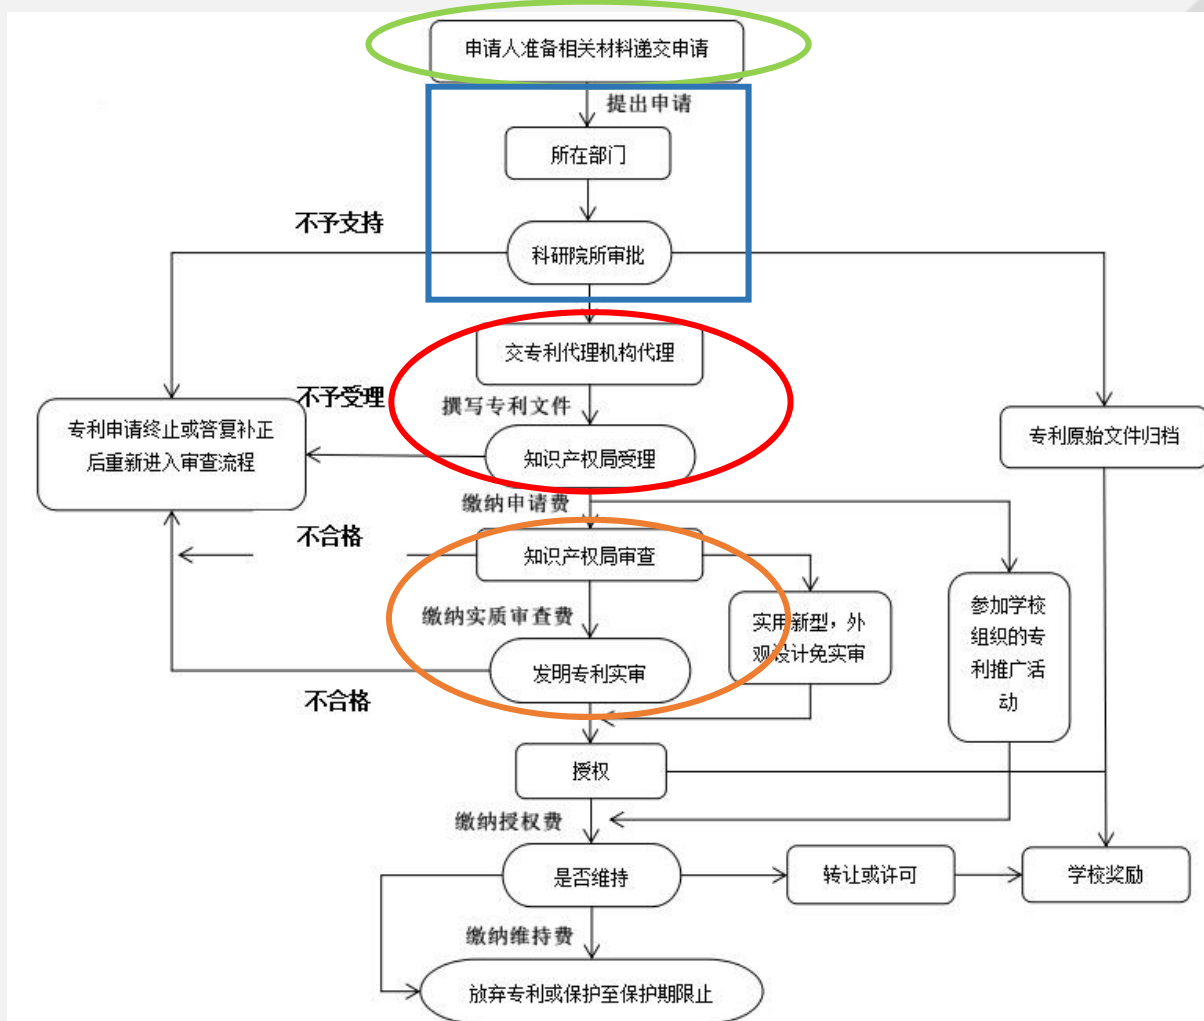 申请人准备相关材料递交申请
提出申请
所在部门
不予支持
科研院所审批
交专利代理机构代理
不予受理
撰写专利文件
专利申请终止或答复补正
后重新进入审查流程
专利原始文件归档
知识产权局受理
缴纳申请费
不合格
知识产权局审查
缴纳实质审查费
实用新型，外
观设计免实审
参加学校
组织的专
利推广活
动
发明专利实审
不合格
授权
缴纳授权费
是否维持
转让或许可
学校奖励
缴纳维持费
放弃专利或保护至保护期限止